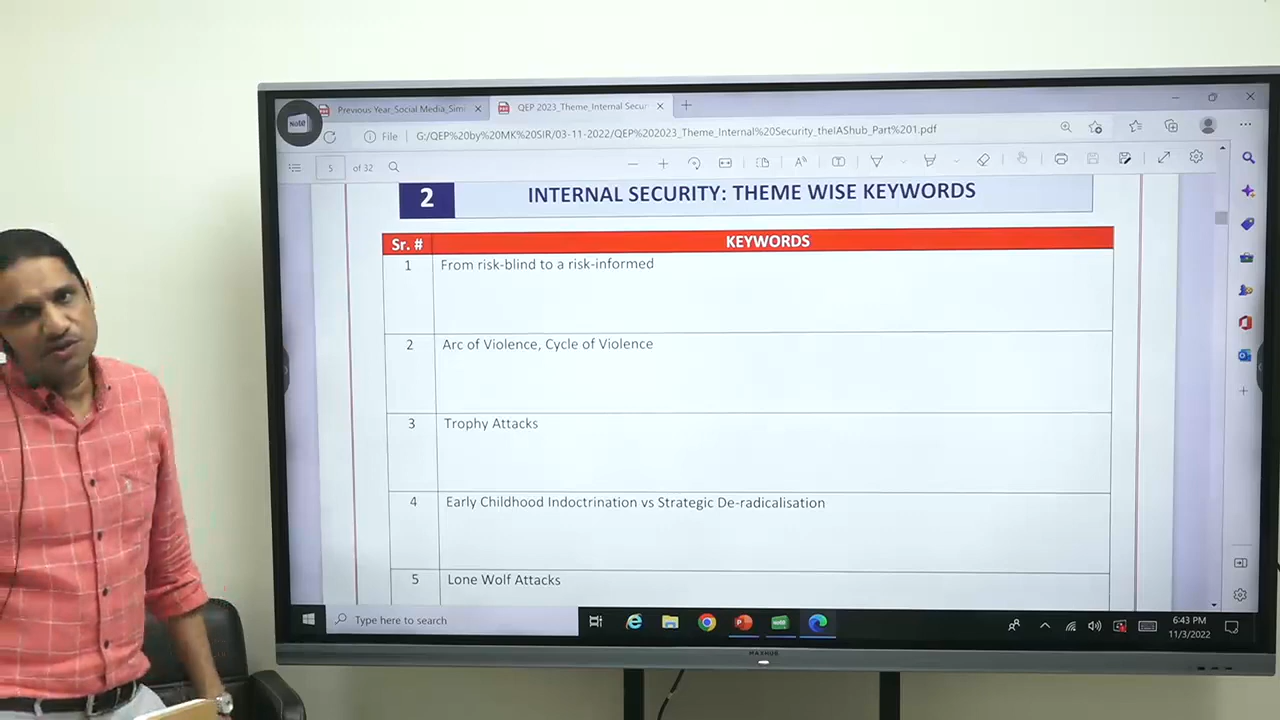 Previous Year_Social Media_Simi
QEP 2023_Theme_Internal Secur
Note
File
G:/QEP%20by%20MK%20SIR/03-11-2022/QEP%202023_Theme_Internal%20Security_theIAShub_Part%201.pdf
5 of 32
2 INTERNAL SECURITY: THEME WISE KEYWORDS
Sr. # KEYWORDS
1 From risk-blind to a risk-informed
2 Arc of Violence, Cycle of Violence
3 Trophy Attacks
4 Early Childhood Indoctrination vs Strategic De-radicalisation
5 Lone Wolf Attacks
Type here to search
6:43 PM
11/3/2022
MAXHUB